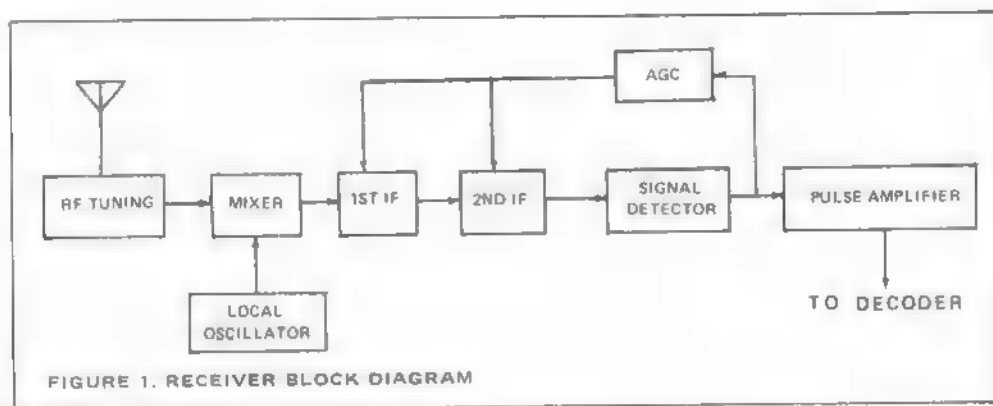 AGC
RF TUNING
MIXER
1ST IF
2ND IF
SIGNAL
DETECTOR
PULSE AMPLIFIER
LOCAL
OSCILLATOR
TO DECODER
FIGURE 1. RECEIVER BLOCK DIAGRAM